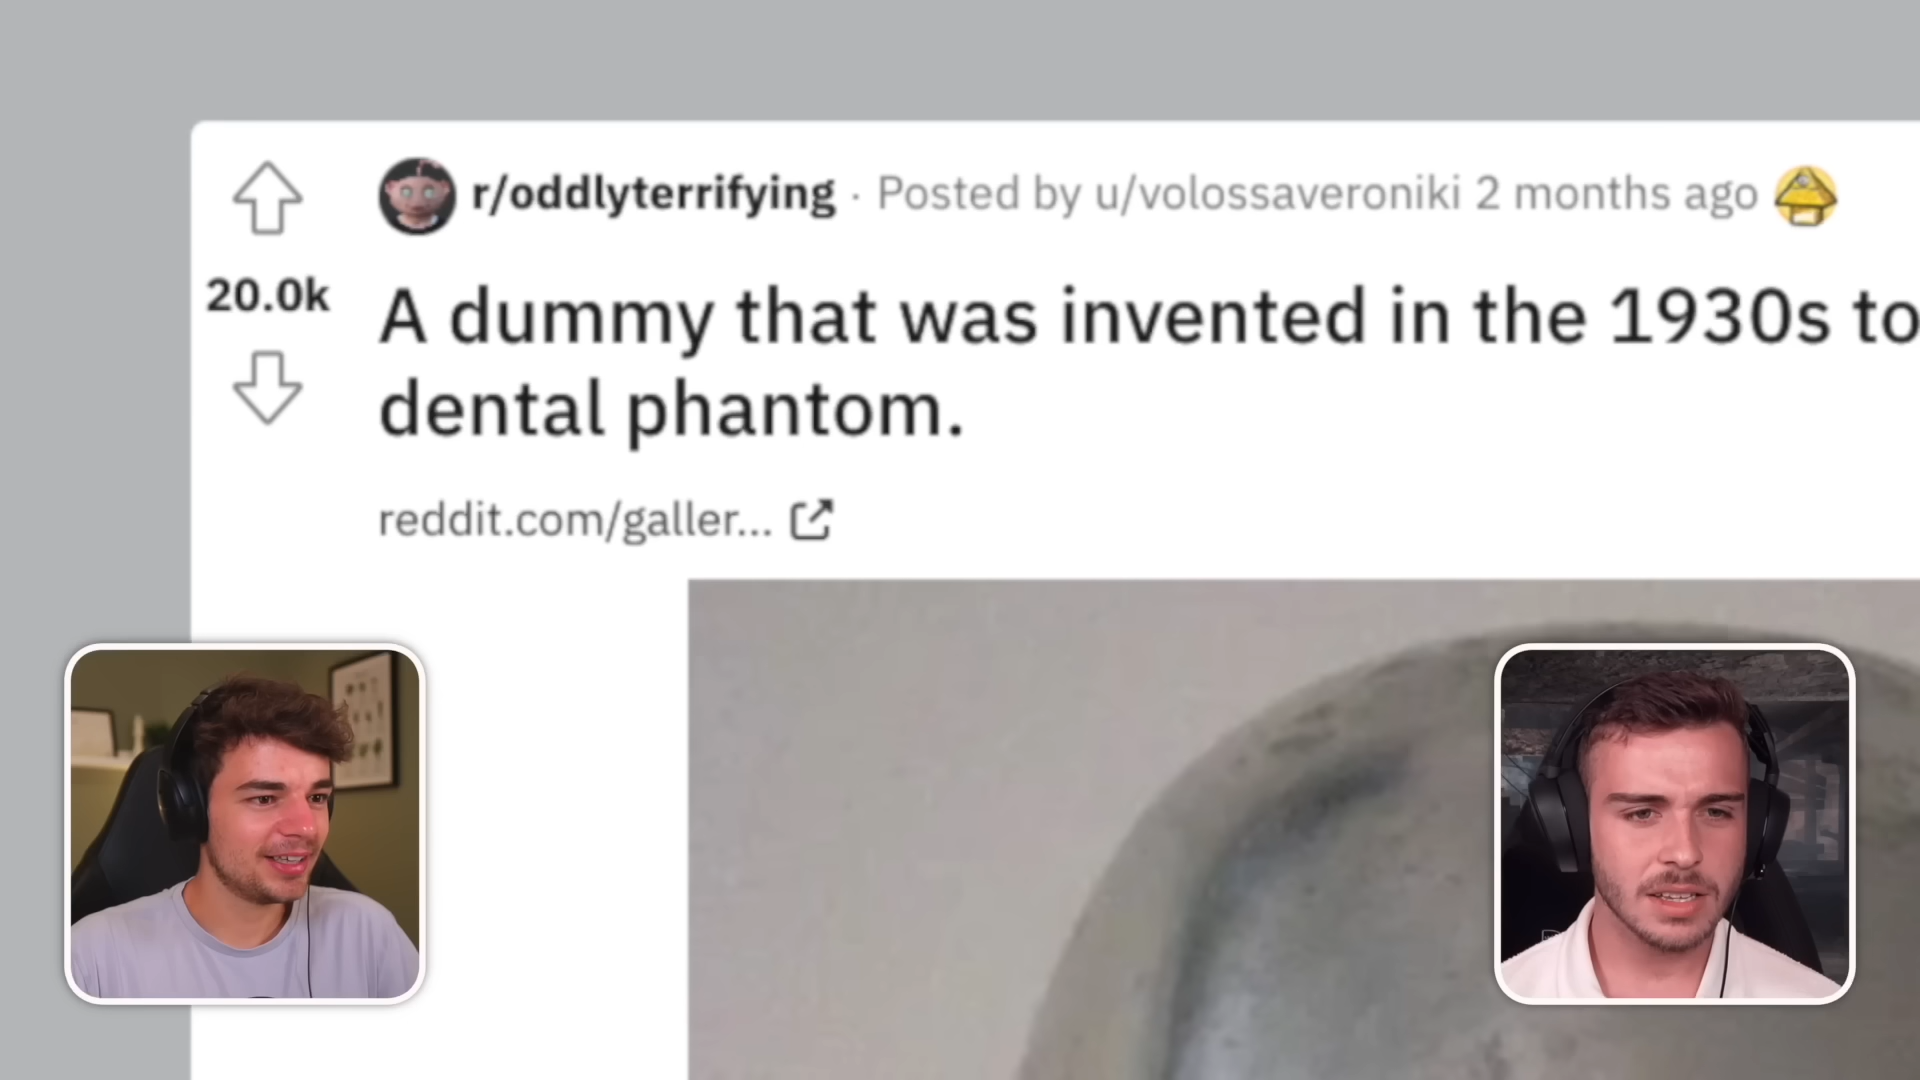 r/oddlyterrifying · Posted by u/volossaveroniki 2 months ago
20.0k
A dummy that was invented in the 1930s to
dental phantom.
reddit.com/galler...